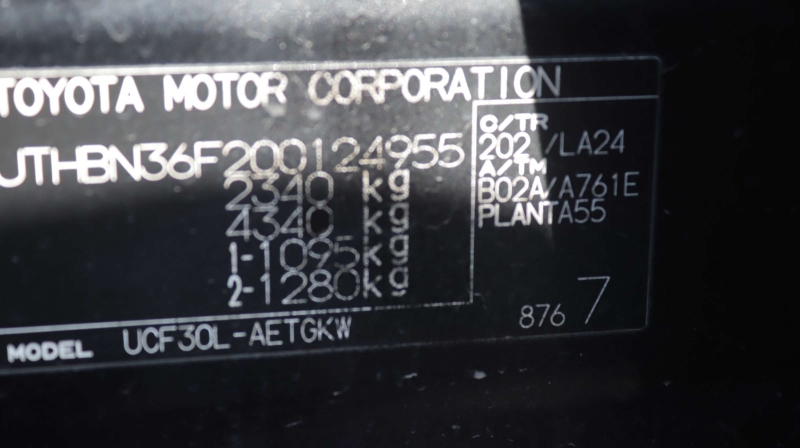 TOYOTA MOTOR CORPORATION
JTHBN36F200124955
2340 kg
4340 kg
1-1095kg
2-1280kg
C/TR
202 /LA24
A/TM
B02A/A761E
PLANTA55
876 7
MODEL UCF30L-AETGKW